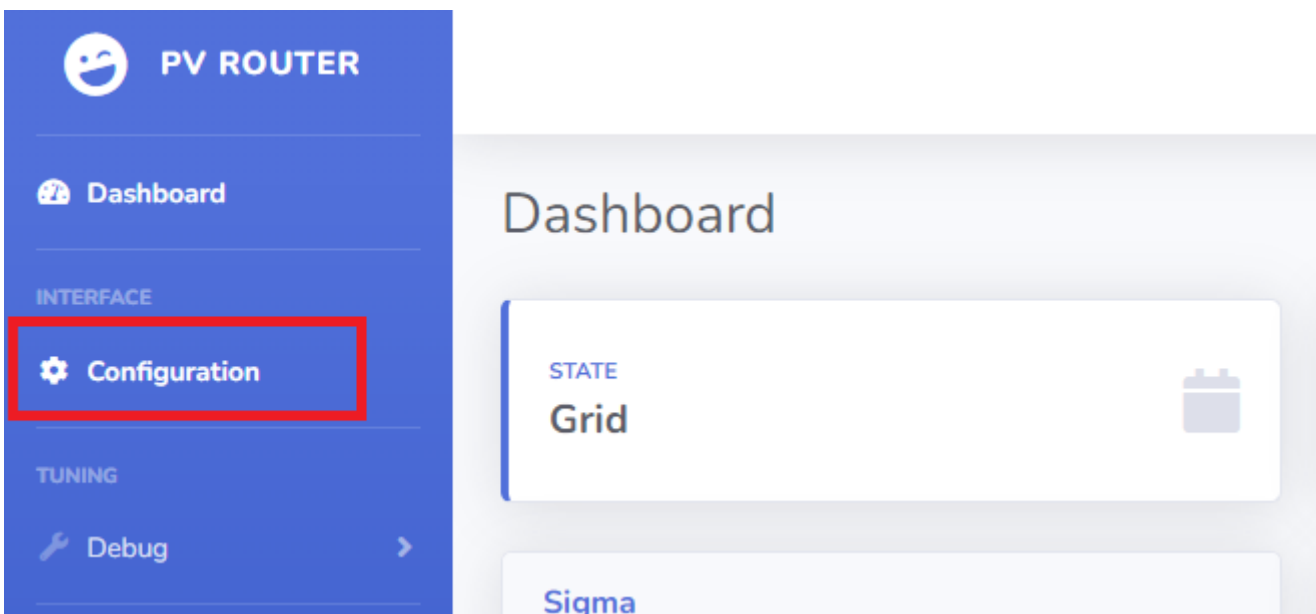 PV ROUTER
Dashboard
INTERFACE
Configuration
TUNING
Debug
Dashboard
STATE
Grid
Sigma